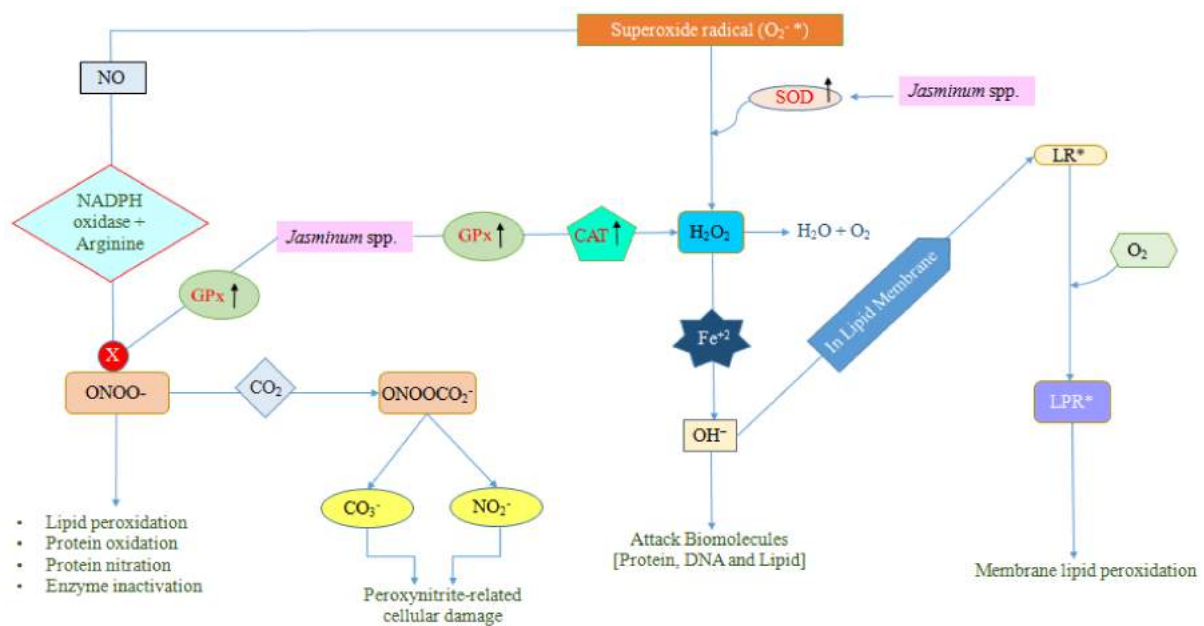 Superoxide radical (O₂⁻ *)
NO
SOD
Jasminum spp.
LR*
NADPH
oxidase +
Arginine
Jasminum spp.
GPx
CAT
H₂O₂
H₂O + O₂
O₂
GPx
In Lipid Membrane
Fe⁺²
X
ONOO-
CO₂
ONOOCO₂⁻
LPR*
OH⁻
CO₃⁻
NO₂⁻
• Lipid peroxidation
• Protein oxidation
• Protein nitration
• Enzyme inactivation
Attack Biomolecules
[Protein, DNA and Lipid]
Membrane lipid peroxidation
Peroxynitrite-related
cellular damage